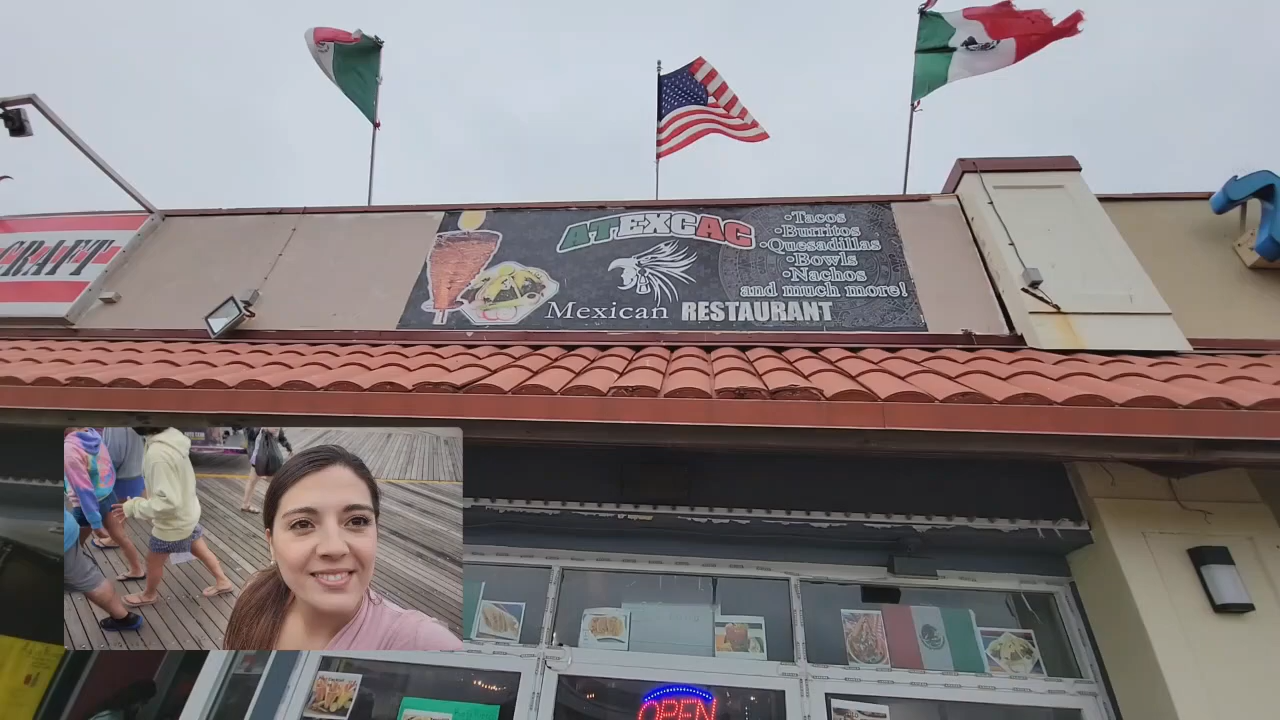 CRAFT
ATEXCAC
Mexican RESTAURANT
·Tacos
·Burritos
·Quesadillas
·Bowls
·Nachos
and much more!
OPEN